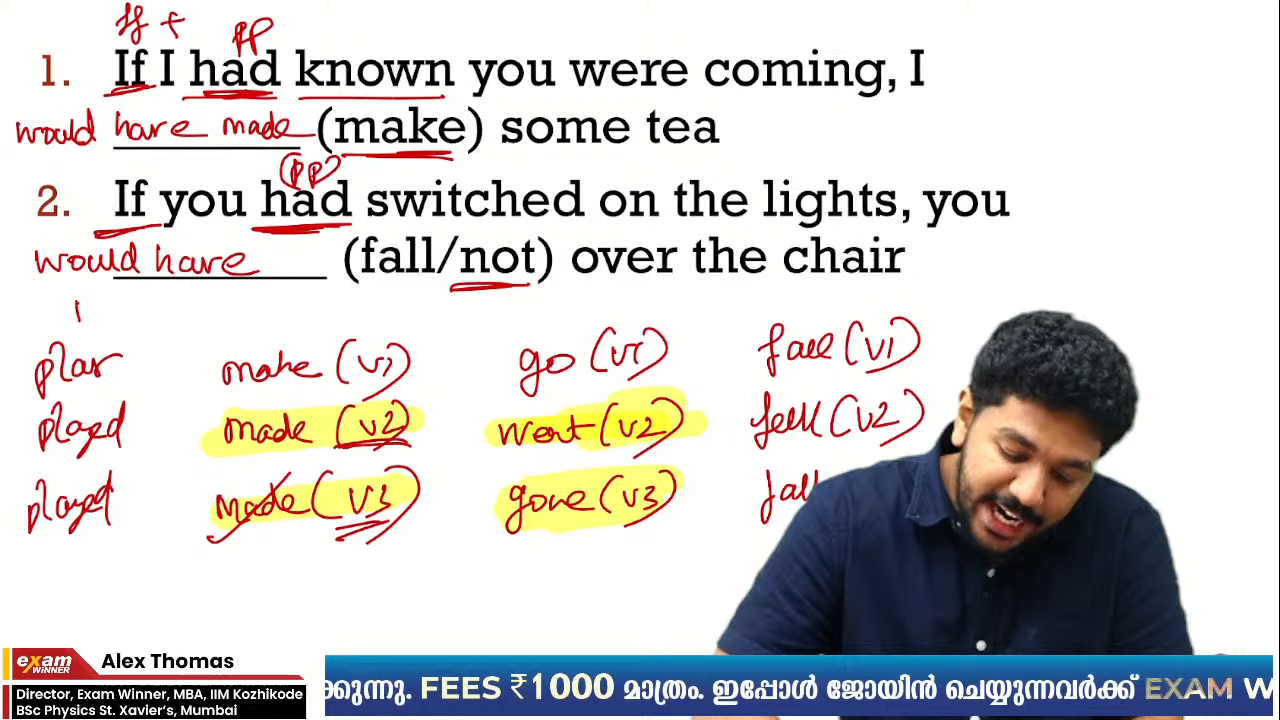 If + pp
1. If I had known you were coming, I
would have made (make) some tea
(pp)
2. If you had switched on the lights, you
would have (fall/not) over the chair
play make (v1) go (v1) fall (v1)
played made (v2) went (v2) fell (v2)
played made (v3) gone (v3) fall
exam WINNER Alex Thomas
Director, Exam Winner, MBA, IIM Kozhikode
BSc Physics St. Xavier's, Mumbai
ക്കുന്നു. FEES ₹1000 മാത്രം. ഇപ്പോൾ ജോയിൻ ചെയ്യുന്നവർക്ക് EXAM W